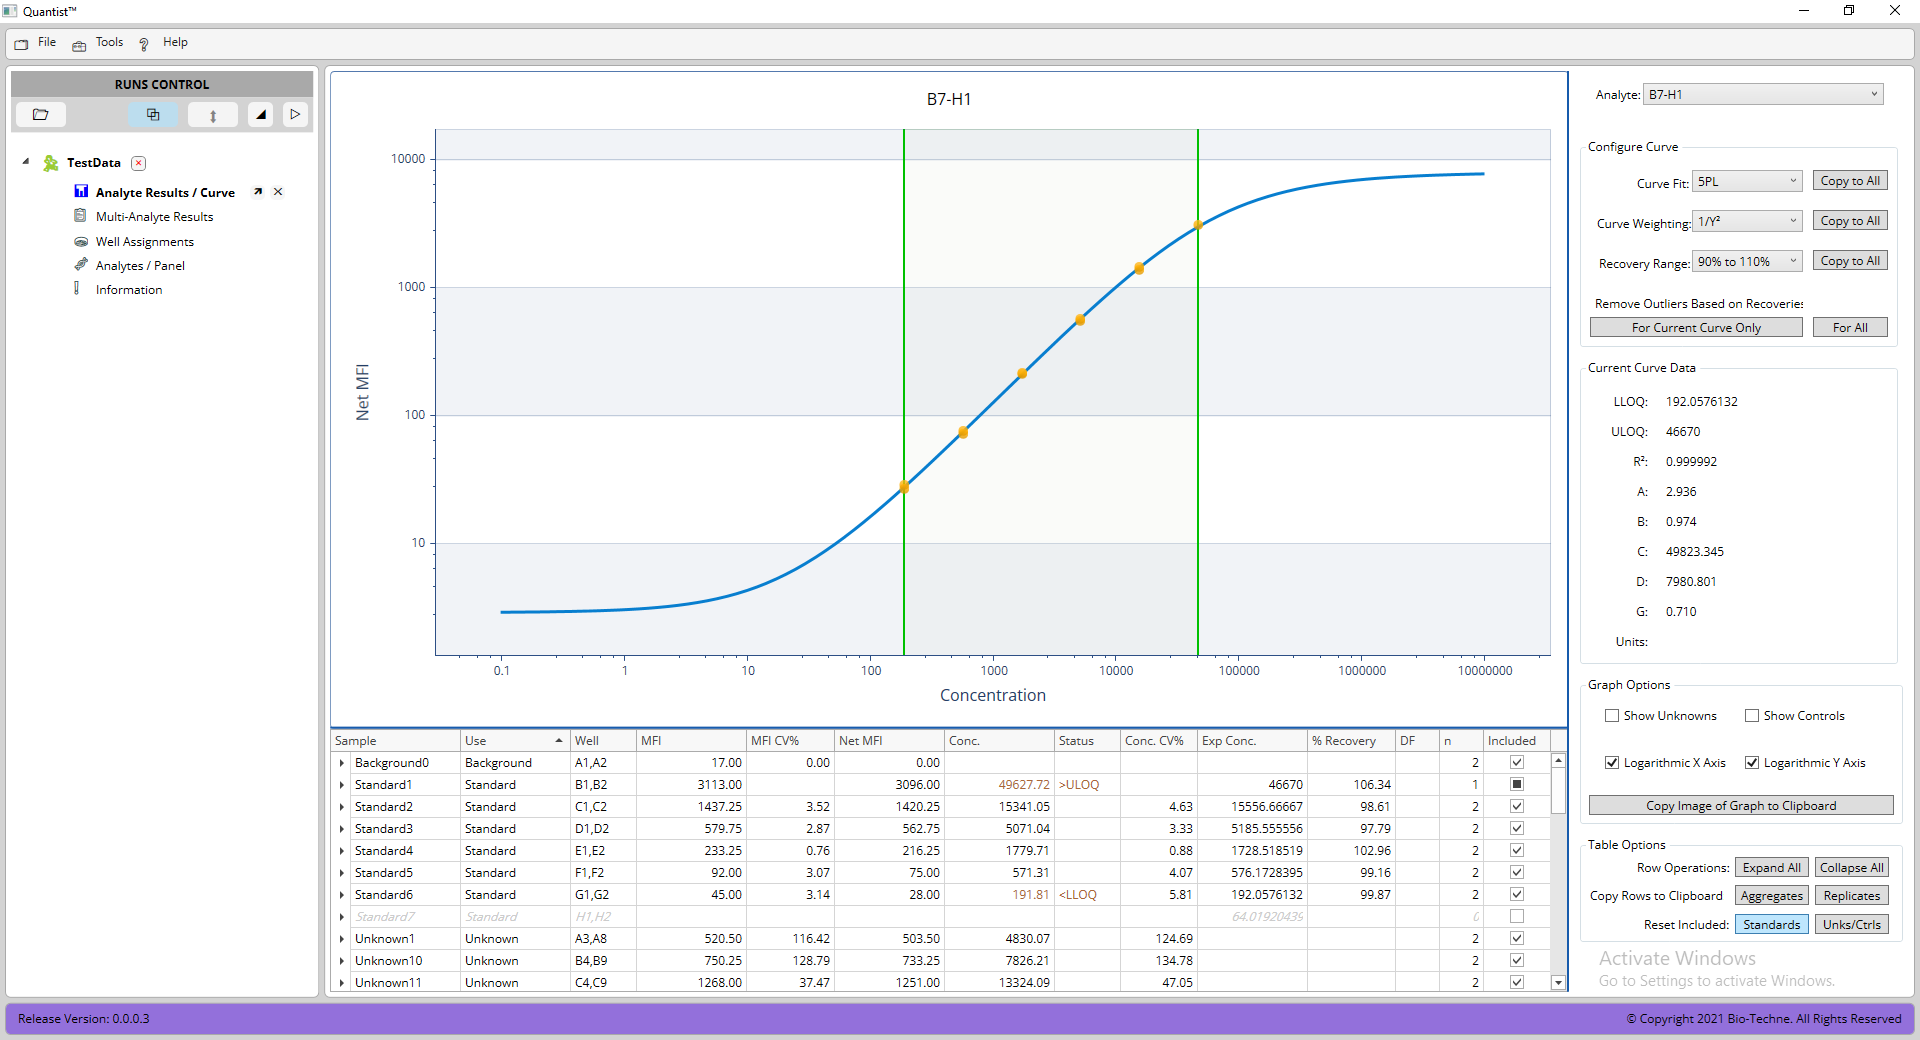 Quantist™
File Tools Help
RUNS CONTROL
TestData
Analyte Results / Curve
Multi-Analyte Results
Well Assignments
Analytes / Panel
Information
B7-H1
10000
1000
100
10
Net MFI
0.1 1 10 100 1000 10000 100000 1000000 10000000
Concentration
Sample Use Well MFI MFI CV% Net MFI Conc. Status Conc. CV% Exp Conc. % Recovery DF n Included
Background0 Background A1,A2 17.00 0.00 0.00 2
Standard1 Standard B1,B2 3113.00 3096.00 49627.72 >ULOQ 46670 106.34 1
Standard2 Standard C1,C2 1437.25 3.52 1420.25 15341.05 4.63 15556.66667 98.61 2
Standard3 Standard D1,D2 579.75 2.87 562.75 5071.04 3.33 5185.555556 97.79 2
Standard4 Standard E1,E2 233.25 0.76 216.25 1779.71 0.88 1728.518519 102.96 2
Standard5 Standard F1,F2 92.00 3.07 75.00 571.31 4.07 576.1728395 99.16 2
Standard6 Standard G1,G2 45.00 3.14 28.00 191.81 <LLOQ 5.81 192.0576132 99.87 2
Standard7 Standard H1,H2 64.01920439 0
Unknown1 Unknown A3,A8 520.50 116.42 503.50 4830.07 124.69 2
Unknown10 Unknown B4,B9 750.25 128.79 733.25 7826.21 134.78 2
Unknown11 Unknown C4,C9 1268.00 37.47 1251.00 13324.09 47.05 2
Analyte: B7-H1
Configure Curve
Curve Fit: 5PL Copy to All
Curve Weighting: 1/Y² Copy to All
Recovery Range: 90% to 110% Copy to All
Remove Outliers Based on Recoveries
For Current Curve Only For All
Current Curve Data
LLOQ: 192.0576132
ULOQ: 46670
R²: 0.999992
A: 2.936
B: 0.974
C: 49823.345
D: 7980.801
G: 0.710
Units:
Graph Options
Show Unknowns Show Controls
Logarithmic X Axis Logarithmic Y Axis
Copy Image of Graph to Clipboard
Table Options
Row Operations: Expand All Collapse All
Copy Rows to Clipboard Aggregates Replicates
Reset Included: Standards Unks/Ctrls
Activate Windows
Go to Settings to activate Windows.
Release Version: 0.0.0.3
© Copyright 2021 Bio-Techne. All Rights Reserved